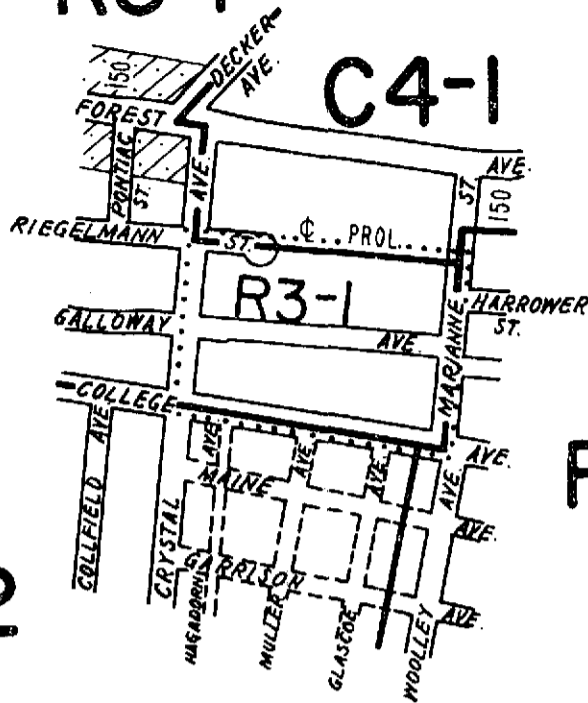 DECKER
AVE.
C4-1
150
FOREST
AVE.
PONTIAC
ST.
AVE.
ST.
150
RIEGELMANN
ST.
℄ PROL.
R3-1
HARROWER
ST.
GALLOWAY
AVE.
MARJANNE
COLLEGE
AVE.
AVE.
AVE.
AVE.
AVE.
AVE.
MAINE
AVE.
COLLFIELD
CRYSTAL
GARRISON
AVE.
HAGADORN
MULLER
GLASCOE
WOOLLEY